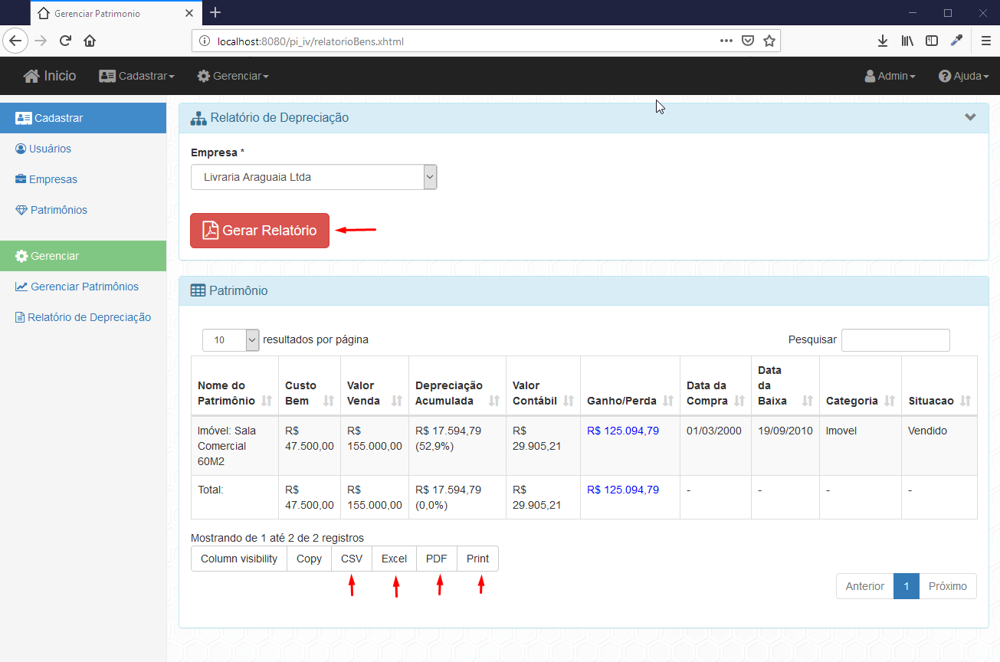 Gerenciar Patrimonio
localhost:8080/pi_iv/relatorioBens.xhtml
Inicio Cadastrar Gerenciar Admin Ajuda
Cadastrar
Usuários
Empresas
Patrimônios
Gerenciar
Gerenciar Patrimônios
Relatório de Depreciação
Relatório de Depreciação
Empresa *
Livraria Araguaia Ltda
Gerar Relatório
Patrimônio
10 resultados por página Pesquisar
Nome do Patrimônio Custo Bem Valor Venda Depreciação Acumulada Valor Contábil Ganho/Perda Data da Compra Data da Baixa Categoria Situacao
Imóvel: Sala Comercial 60M2 R$ 47.500,00 R$ 155.000,00 R$ 17.594,79 (52,9%) R$ 29.905,21 R$ 125.094,79 01/03/2000 19/09/2010 Imovel Vendido
Total: R$ 47.500,00 R$ 155.000,00 R$ 17.594,79 (0,0%) R$ 29.905,21 R$ 125.094,79 - - - -
Mostrando de 1 até 2 de 2 registros
Column visibility Copy CSV Excel PDF Print
Anterior 1 Próximo